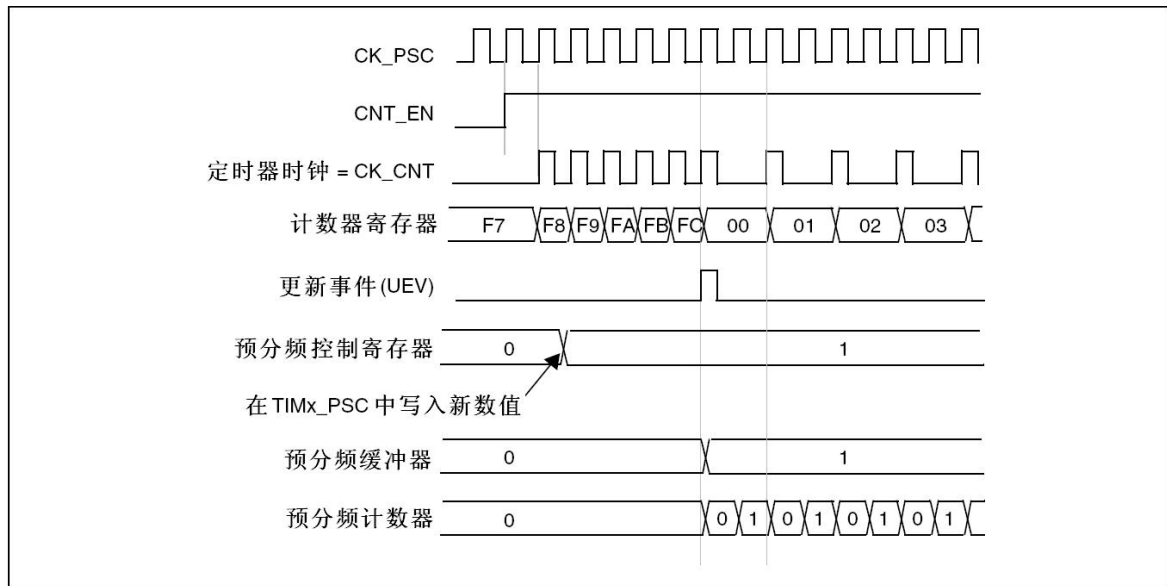 CK_PSC
CNT_EN
定时器时钟 = CK_CNT
计数器寄存器 F7 F8 F9 FA FB FC 00 01 02 03
更新事件(UEV)
预分频控制寄存器 0 1
在TIMx_PSC 中写入新数值
预分频缓冲器 0 1
预分频计数器 0 0 1 0 1 0 1 0 1